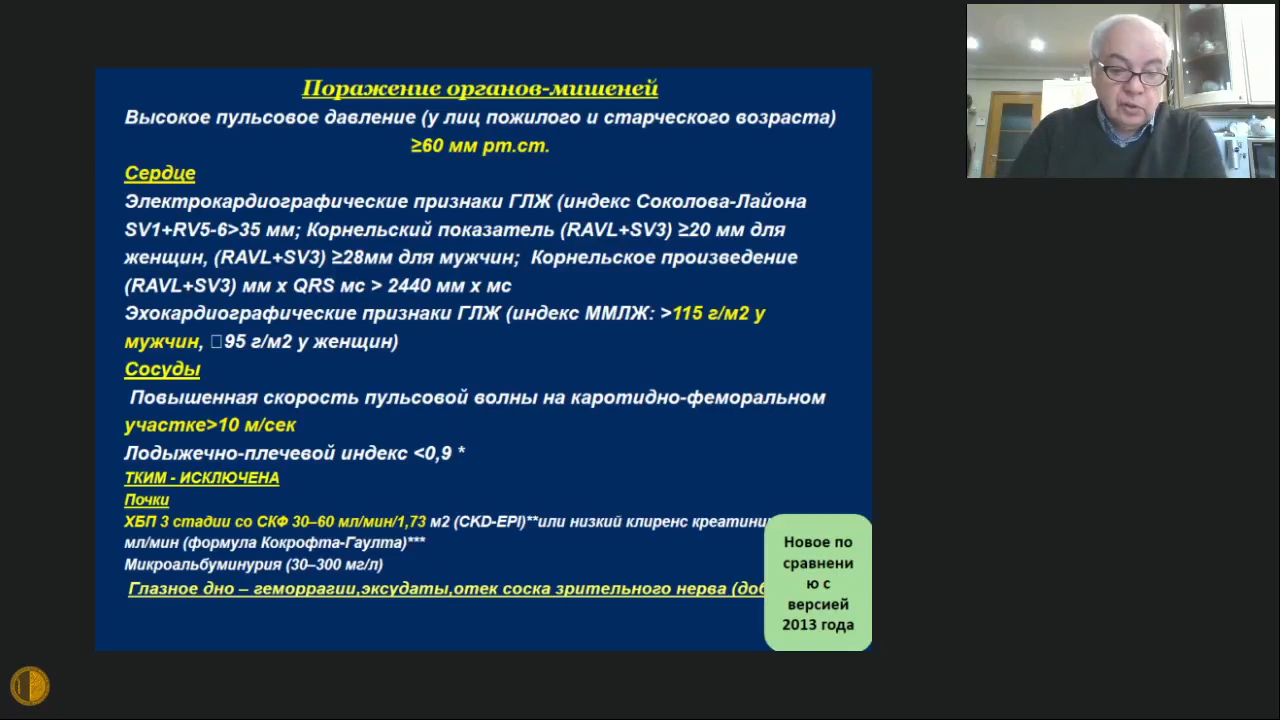 Поражение органов-мишеней
Высокое пульсовое давление (у лиц пожилого и старческого возраста)
≥60 мм рт.ст.
Сердце
Электрокардиографические признаки ГЛЖ (индекс Соколова-Лайона
SV1+RV5-6>35 мм; Корнельский показатель (RAVL+SV3) ≥20 мм для
женщин, (RAVL+SV3) ≥28мм для мужчин; Корнельское произведение
(RAVL+SV3) мм x QRS мс > 2440 мм x мс
Эхокардиографические признаки ГЛЖ (индекс ММЛЖ: >115 г/м2 у
мужчин, □95 г/м2 у женщин)
Сосуды
Повышенная скорость пульсовой волны на каротидно-феморальном
участке>10 м/сек
Лодыжечно-плечевой индекс <0,9 *
ТКИМ - ИСКЛЮЧЕНА
Почки
ХБП 3 стадии со СКФ 30–60 мл/мин/1,73 м2 (CKD-EPI)**или низкий клиренс
мл/мин (формула Кокрофта-Гаулта)***
Микроальбуминурия (30–300 мг/л)
Глазное дно – геморрагии,эксудаты,отек соска зрительного нерва
Новое по
сравнени
ю с
версией
2013 года